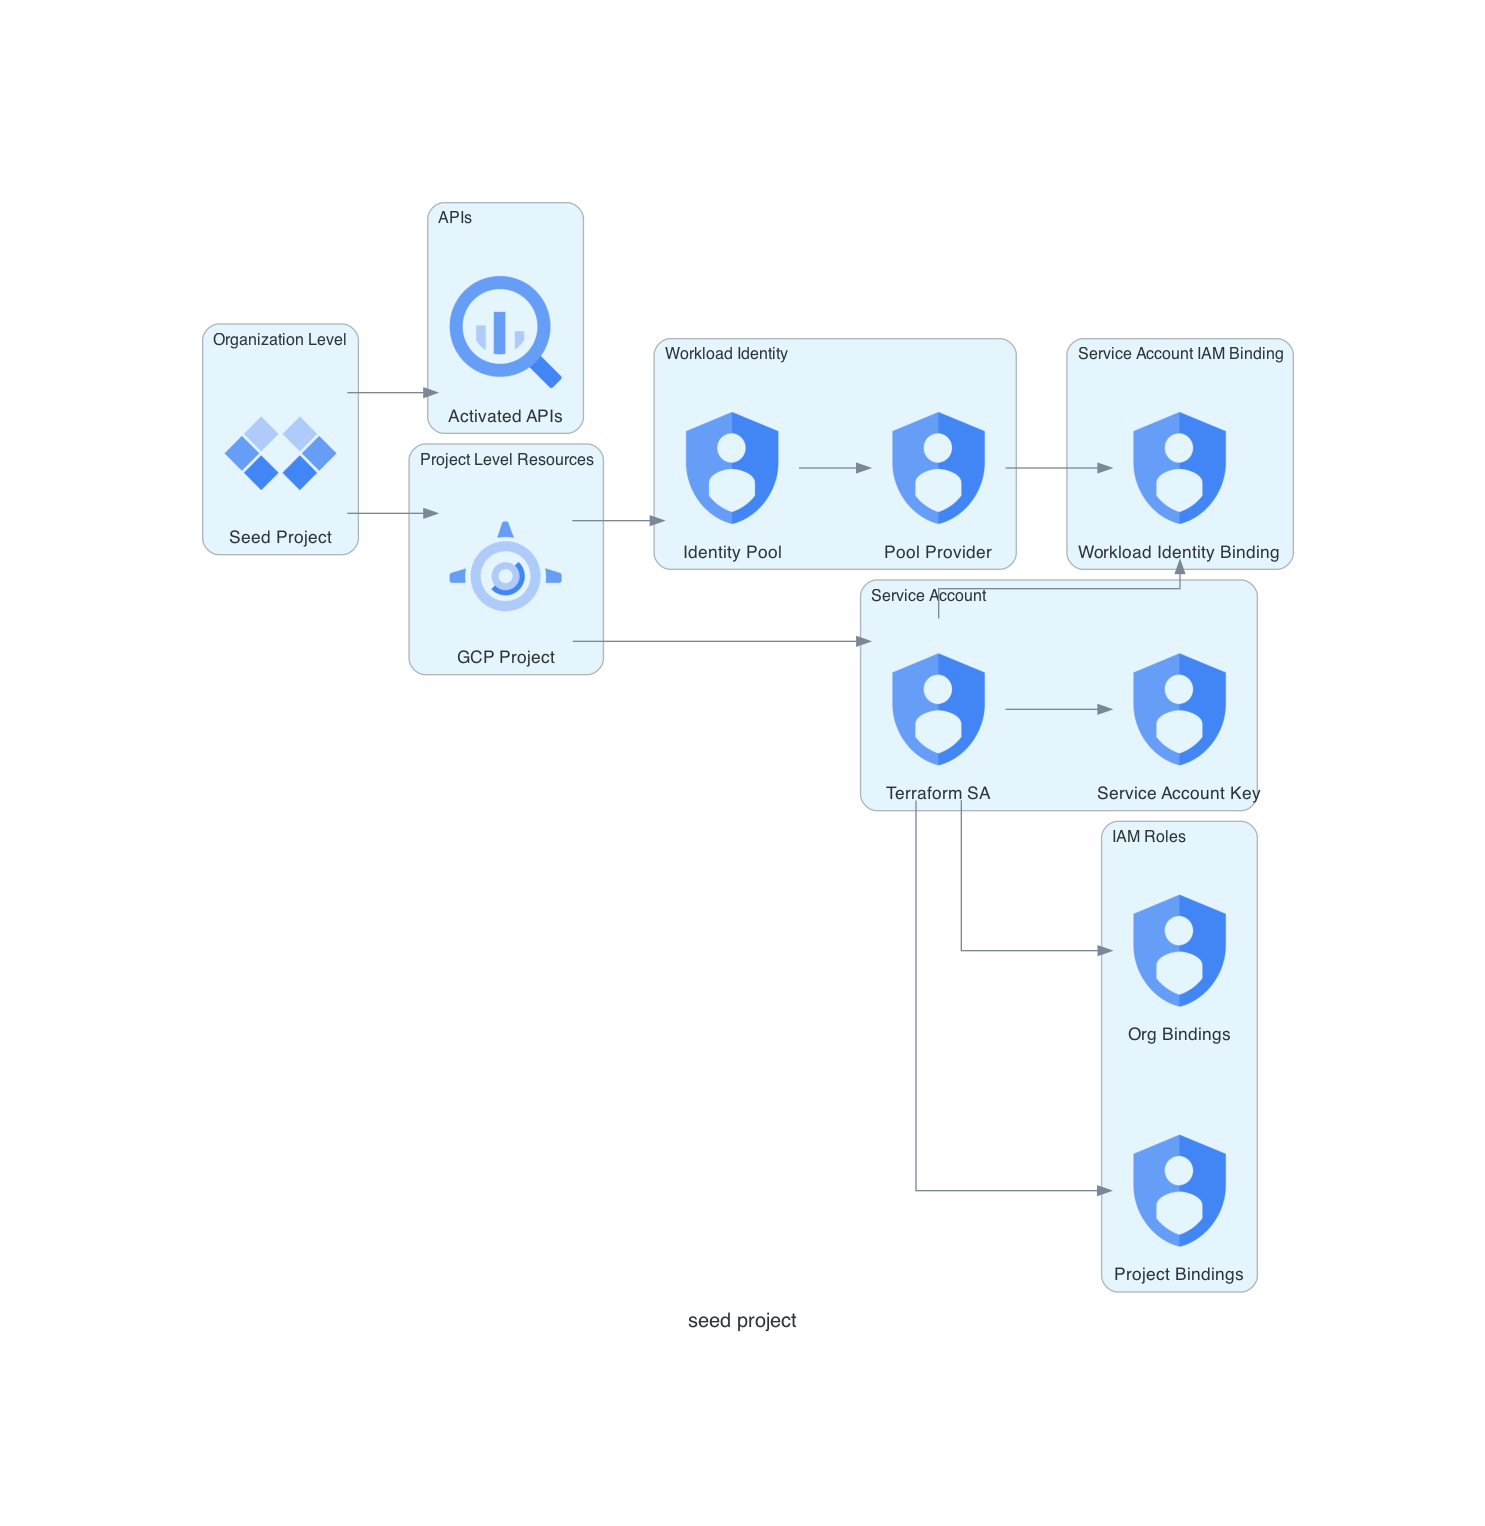 APIs
Activated APIs
Organization Level
Seed Project
Project Level Resources
GCP Project
Workload Identity
Identity Pool
Pool Provider
Service Account IAM Binding
Workload Identity Binding
Service Account
Terraform SA
Service Account Key
IAM Roles
Org Bindings
Project Bindings
seed project